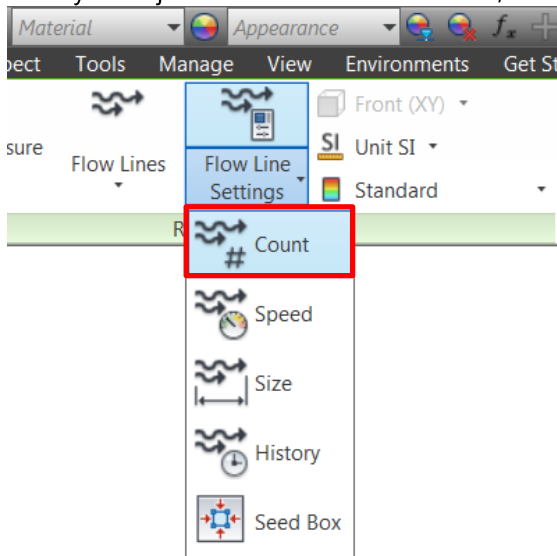 Material Appearance fx
pect Tools Manage View Environments Get St
Front (XY)
sure Flow Lines Flow Line Settings SI Unit SI
Standard
R
# Count
Speed
Size
History
Seed Box